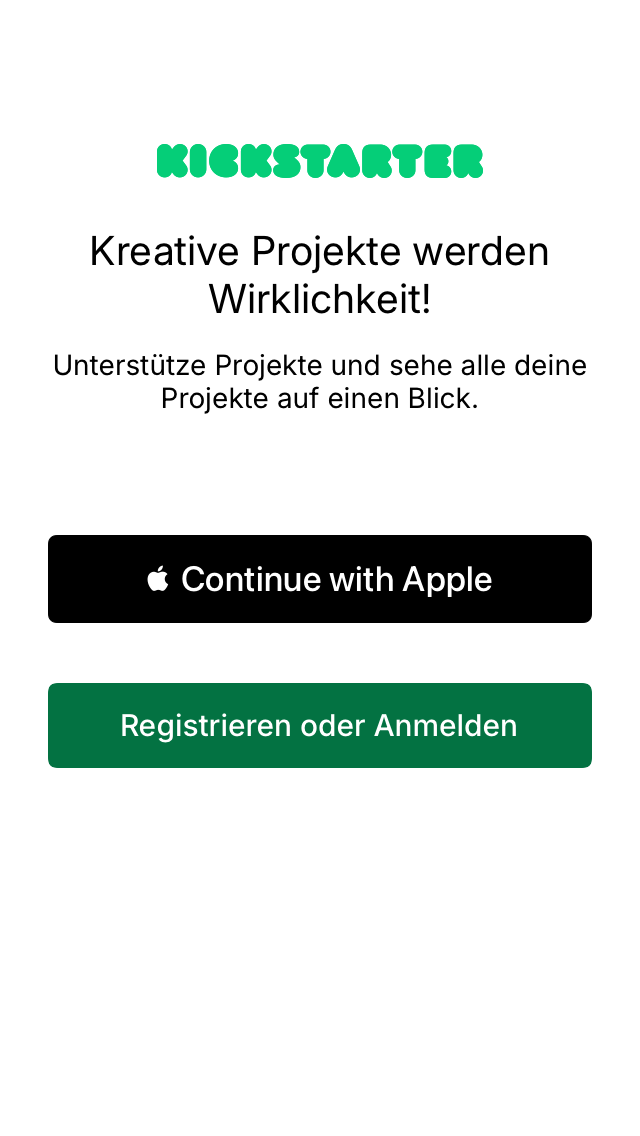 KICKSTARTER
Kreative Projekte werden
Wirklichkeit!
Unterstütze Projekte und sehe alle deine
Projekte auf einen Blick.
Continue with Apple
Registrieren oder Anmelden